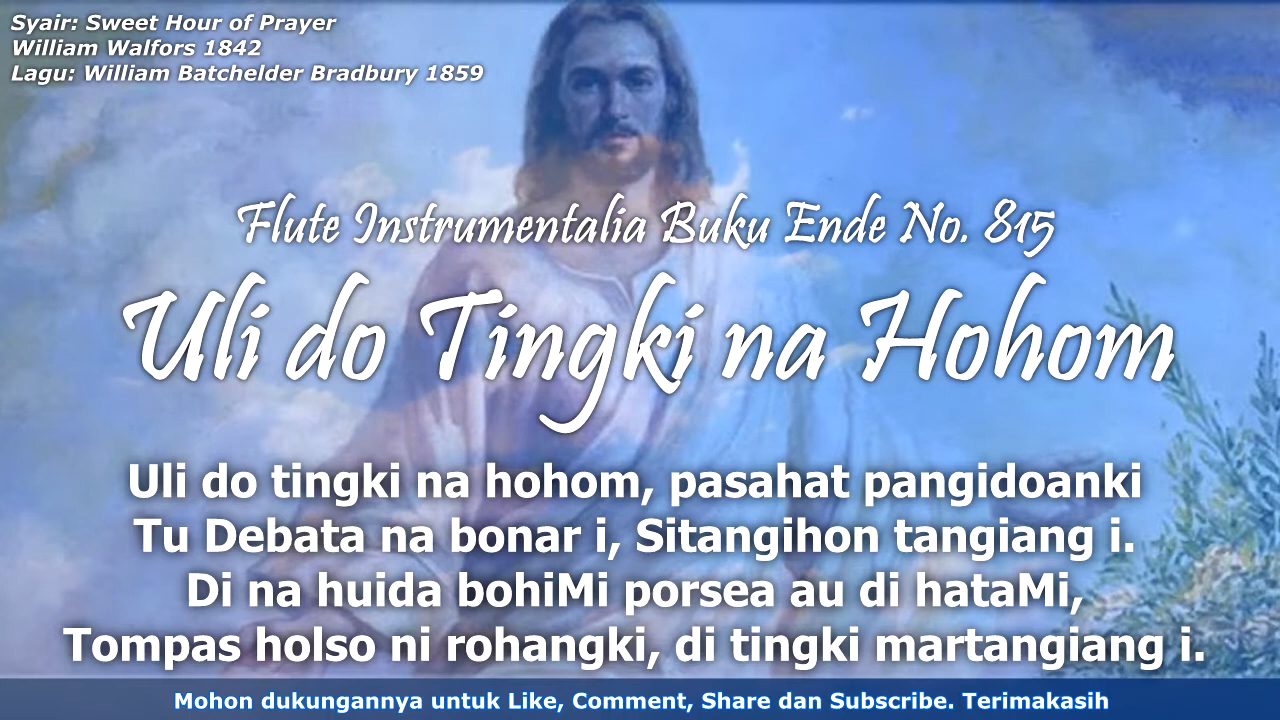 Syair: Sweet Hour of Prayer
William Walfors 1842
Lagu: William Batchelder Bradbury 1859
Flute Instrumentalia Buku Ende No. 815
Uli do Tingki na Hohom
Uli do tingki na hohom, pasahat pangidoanki
Tu Debata na bonar i, Sitangihon tangiang i.
Di na huida bohiMi porsea au di hataMi,
Tompas holso ni rohangki, di tingki martangiang i.
Mohon dukungannya untuk Like, Comment, Share dan Subscribe. Terimakasih